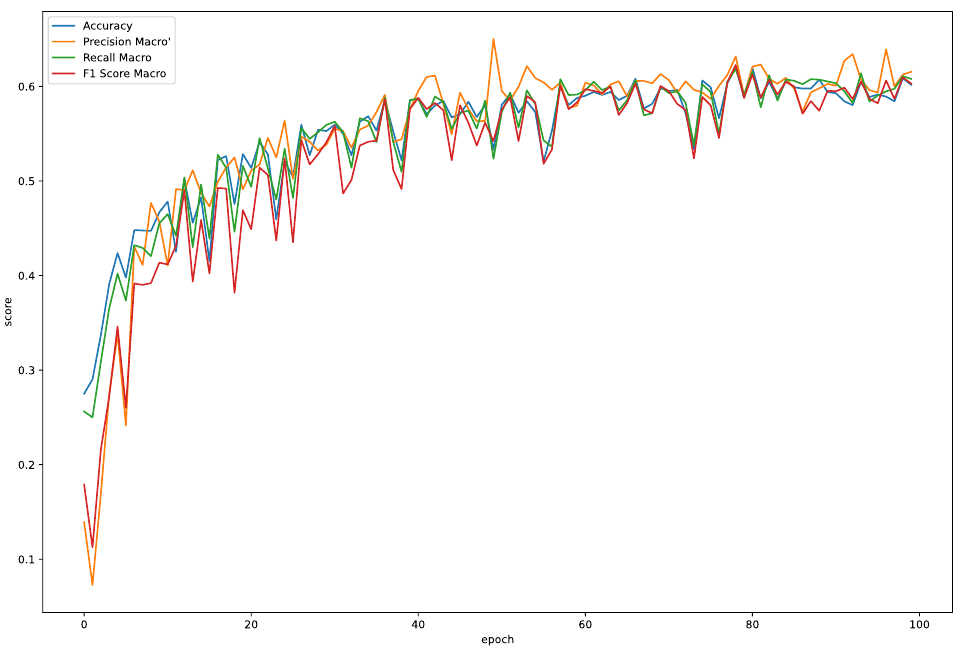 Accuracy
Precision Macro'
Recall Macro
F1 Score Macro
0.6
0.5
0.4
0.3
0.2
0.1
score
0 20 40 60 80 100
epoch